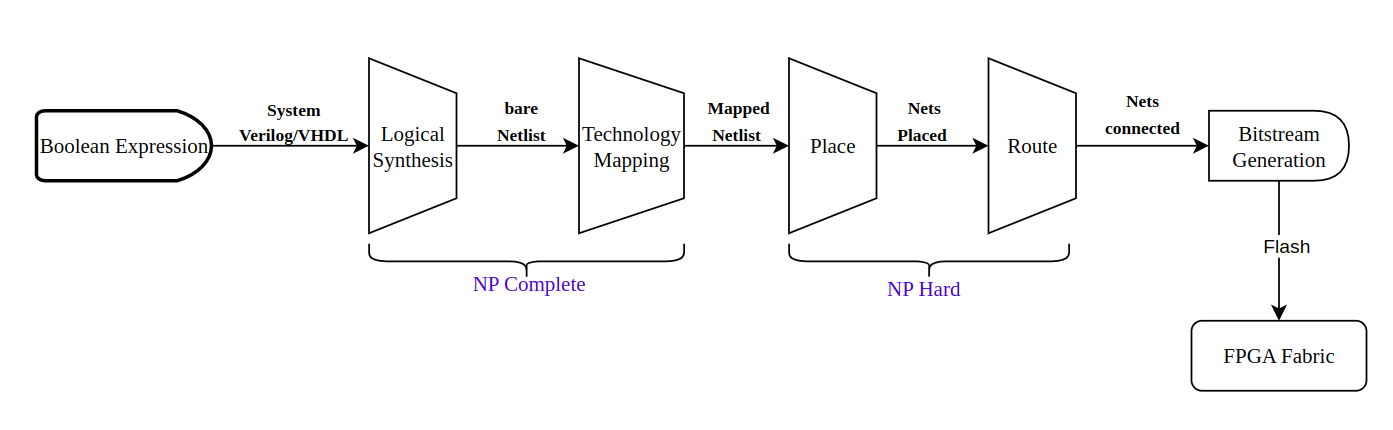 Boolean Expression
System
Verilog/VHDL
Logical
Synthesis
bare
Netlist
Technology
Mapping
Mapped
Netlist
Place
Nets
Placed
Route
Nets
connected
Bitstream
Generation
Flash
FPGA Fabric
NP Complete
NP Hard